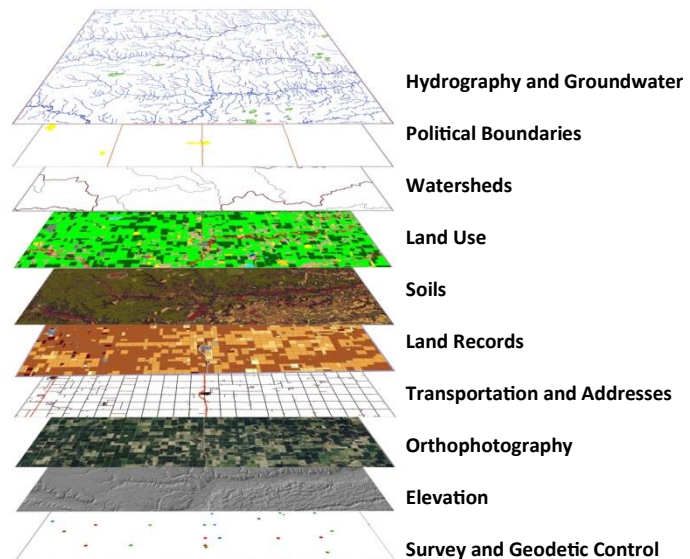 Hydrography and Groundwater
Political Boundaries
Watersheds
Land Use
Soils
Land Records
Transportation and Addresses
Orthophotography
Elevation
Survey and Geodetic Control